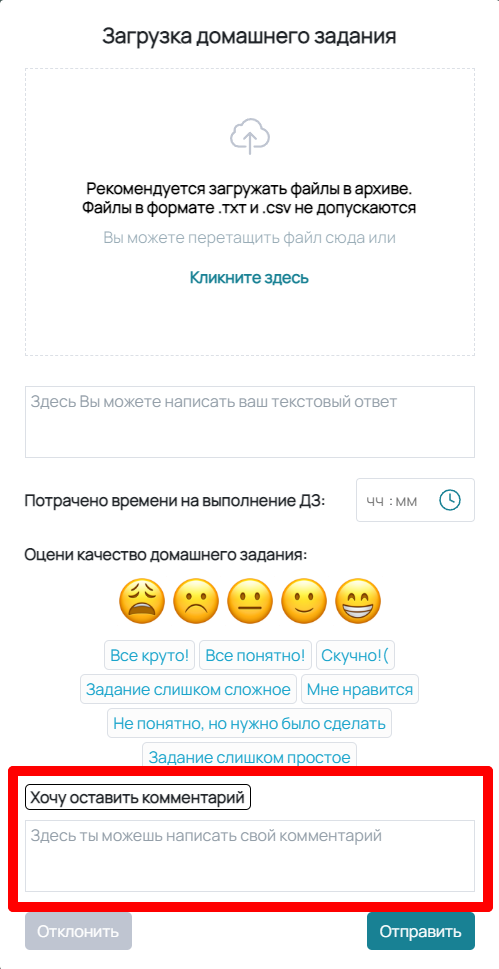 Загрузка домашнего задания
Рекомендуется загружать файлы в архиве.
Файлы в формате .тхт и .csv не допускаются
Вы можете перетащить файл сюда или
Кликните здесь
Здесь Вы можете написать ваш текстовый ответ
Потрачено времени на выполнение ДЗ:
чч : мм
Оцени качество домашнего задания:
Все круто!
Все понятно!
Скучно!(
Задание слишком сложное
Мне нравится
Не понятно, но нужно было сделать
Задание слишком простое
Хочу оставить комментарий
Здесь ты можешь написать свой комментарий
Отклонить
Отправить